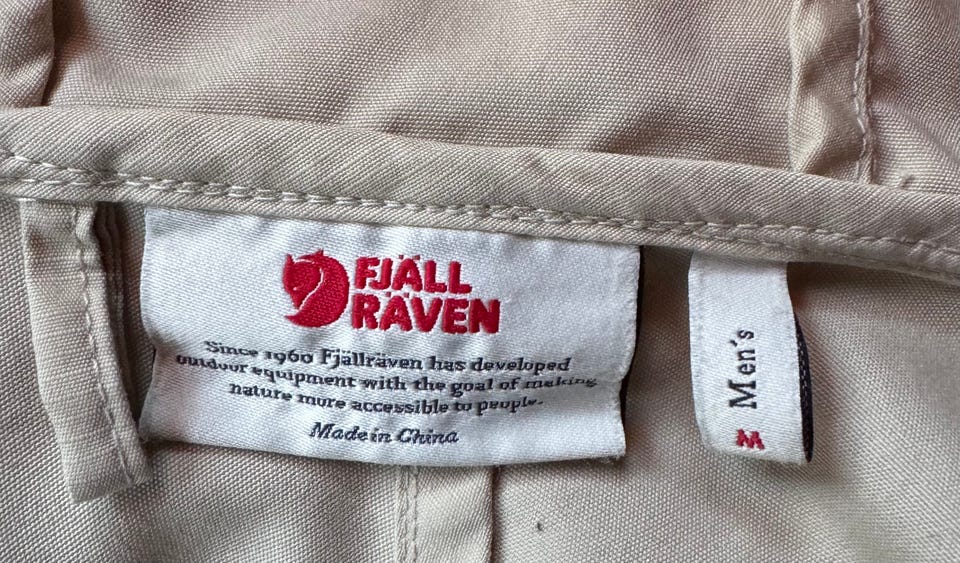 FJÄLL
RÄVEN
Since 1960 Fjällräven has developed
outdoor equipment with the goal of making
nature more accessible to people.
Made in China
Men's
M